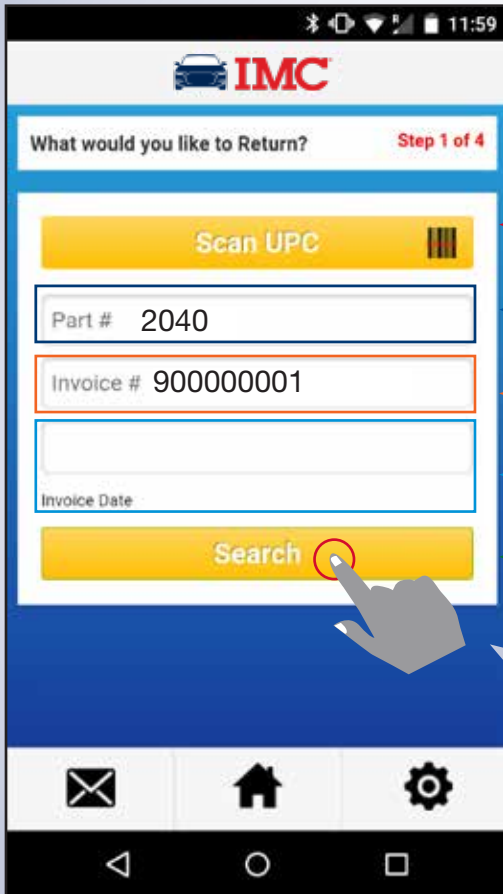 11:59
IMC
What would you like to Return? Step 1 of 4
Scan UPC
Part # 2040
Invoice # 900000001
Invoice Date
Search